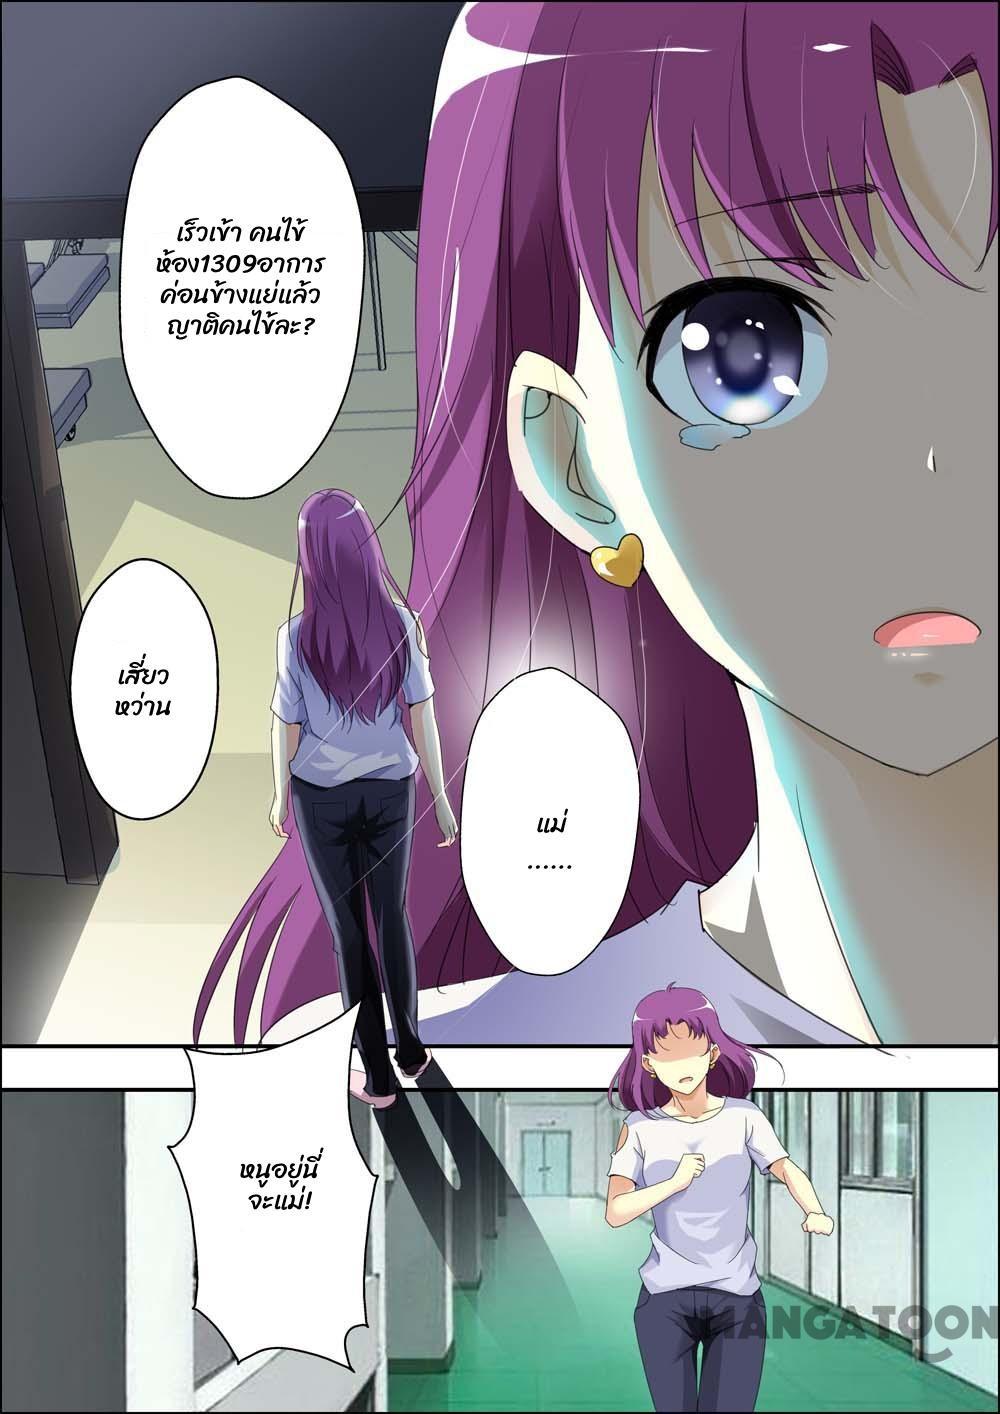 เร็วเข้า คนไข้
ห้อง1309อาการ
ค่อนข้างแย่แล้ว
ญาติคนไข้ละ?
เสี่ยว
หว่าน
แม่
......
หนูอยู่นี่
จะแม่!
MANGATOON